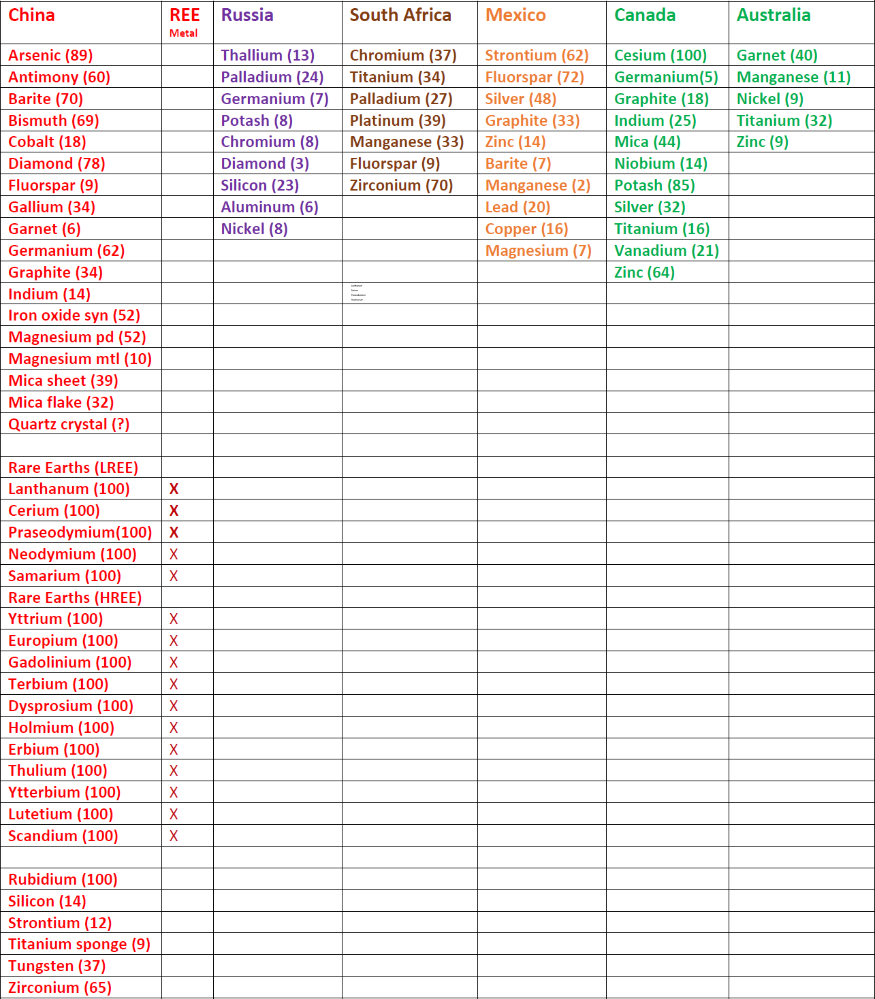 China REE Russia South Africa Mexico Canada Australia
Metal
Arsenic (89) Thallium (13) Chromium (37) Strontium (62) Cesium (100) Garnet (40)
Antimony (60) Palladium (24) Titanium (34) Fluorspar (72) Germanium(5) Manganese (11)
Barite (70) Germanium (7) Palladium (27) Silver (48) Graphite (18) Nickel (9)
Bismuth (69) Potash (8) Platinum (39) Graphite (33) Indium (25) Titanium (32)
Cobalt (18) Chromium (8) Manganese (33) Zinc (14) Mica (44) Zinc (9)
Diamond (78) Diamond (3) Fluorspar (9) Barite (7) Niobium (14)
Fluorspar (9) Silicon (23) Zirconium (70) Manganese (2) Potash (85)
Gallium (34) Aluminum (6) Lead (20) Silver (32)
Garnet (6) Nickel (8) Copper (16) Titanium (16)
Germanium (62) Magnesium (7) Vanadium (21)
Graphite (34) Zinc (64)
Indium (14)
Iron oxide syn (52)
Magnesium pd (52)
Magnesium mtl (10)
Mica sheet (39)
Mica flake (32)
Quartz crystal (?)
Rare Earths (LREE)
Lanthanum (100) X
Cerium (100) X
Praseodymium(100) X
Neodymium (100) X
Samarium (100) X
Rare Earths (HREE)
Yttrium (100) X
Europium (100) X
Gadolinium (100) X
Terbium (100) X
Dysprosium (100) X
Holmium (100) X
Erbium (100) X
Thulium (100) X
Ytterbium (100) X
Lutetium (100) X
Scandium (100) X
Rubidium (100)
Silicon (14)
Strontium (12)
Titanium sponge (9)
Tungsten (37)
Zirconium (65)